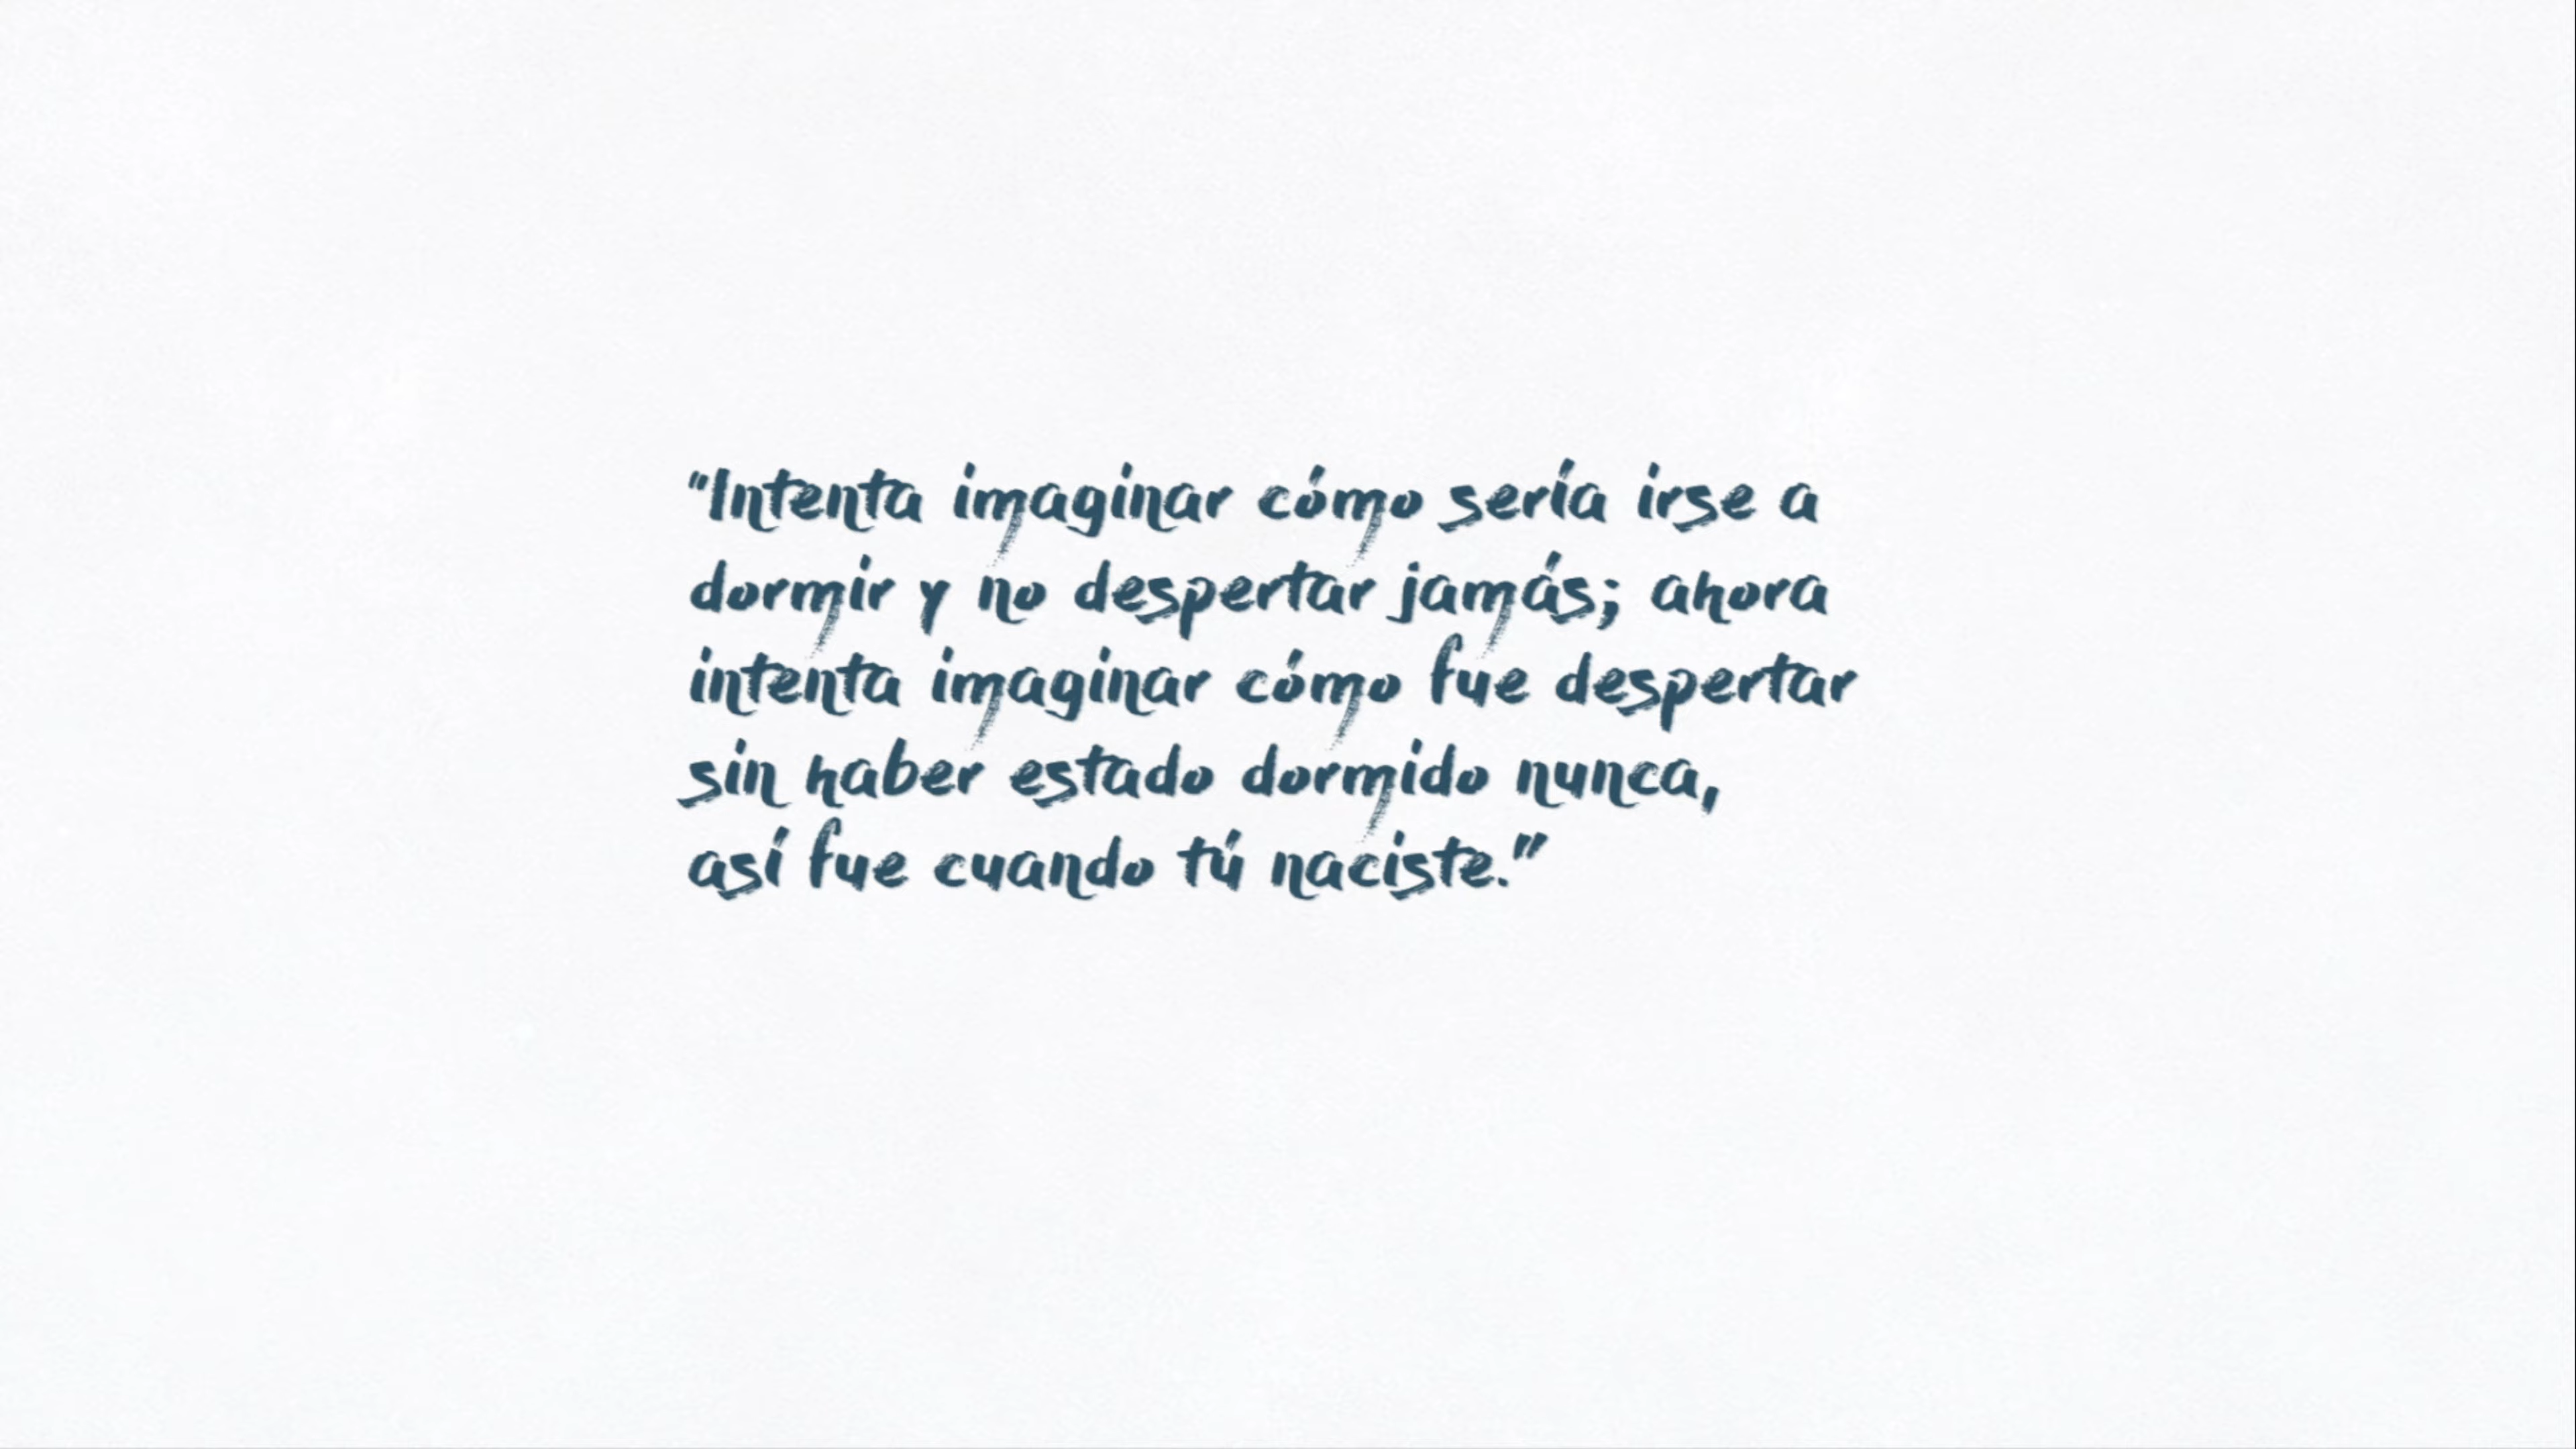 "Intenta imaginar cómo sería irse a
dormir y no despertar jamás; ahora
intenta imaginar cómo fue despertar
sin haber estado dormido nunca,
así fue cuando tú naciste."